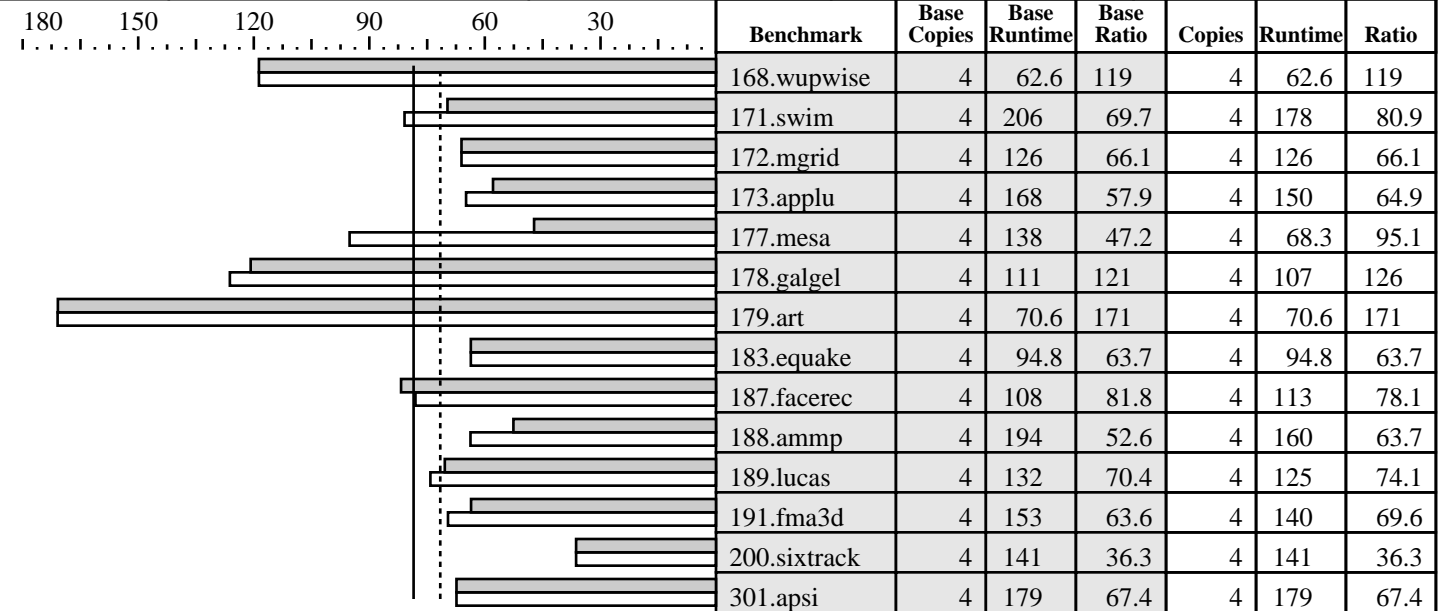 180 150 120 90 60 30
Benchmark Base Copies Base Runtime Base Ratio Copies Runtime Ratio
168.wupwise 4 62.6 119 4 62.6 119
171.swim 4 206 69.7 4 178 80.9
172.mgrid 4 126 66.1 4 126 66.1
173.applu 4 168 57.9 4 150 64.9
177.mesa 4 138 47.2 4 68.3 95.1
178.galgel 4 111 121 4 107 126
179.art 4 70.6 171 4 70.6 171
183.equake 4 94.8 63.7 4 94.8 63.7
187.facerec 4 108 81.8 4 113 78.1
188.ammp 4 194 52.6 4 160 63.7
189.lucas 4 132 70.4 4 125 74.1
191.fma3d 4 153 63.6 4 140 69.6
200.sixtrack 4 141 36.3 4 141 36.3
301.apsi 4 179 67.4 4 179 67.4